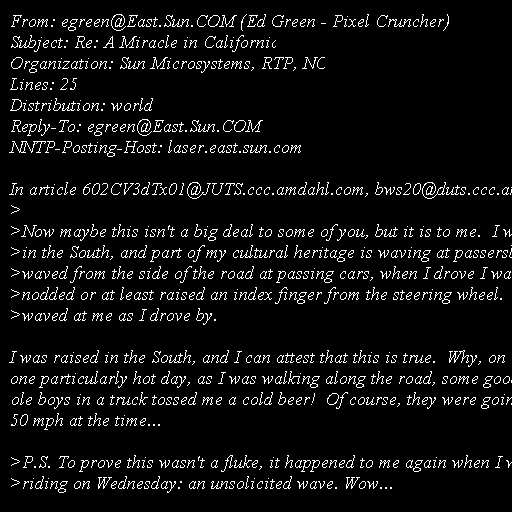 From: egreen@East.Sun.COM (Ed Green - Pixel Cruncher)
Subject: Re: A Miracle in California
Organization: Sun Microsystems, RTP, NC
Lines: 25
Distribution: world
Reply-To: egreen@East.Sun.COM
NNTP-Posting-Host: laser.east.sun.com

In article 602CV3dTx01@JUTS.ccc.amdahl.com, bws20@duts.ccc.am
>
>Now maybe this isn't a big deal to some of you, but it is to me.  I w
>in the South, and part of my cultural heritage is waving at passersb
>waved from the side of the road at passing cars, when I drove I wa
>nodded or at least raised an index finger from the steering wheel.
>waved at me as I drove by.

I was raised in the South, and I can attest that this is true.  Why, on
one particularly hot day, as I was walking along the road, some goo
ole boys in a truck tossed me a cold beer!  Of course, they were goin
50 mph at the time...

>P.S. To prove this wasn't a fluke, it happened to me again when I w
>riding on Wednesday: an unsolicited wave. Wow...